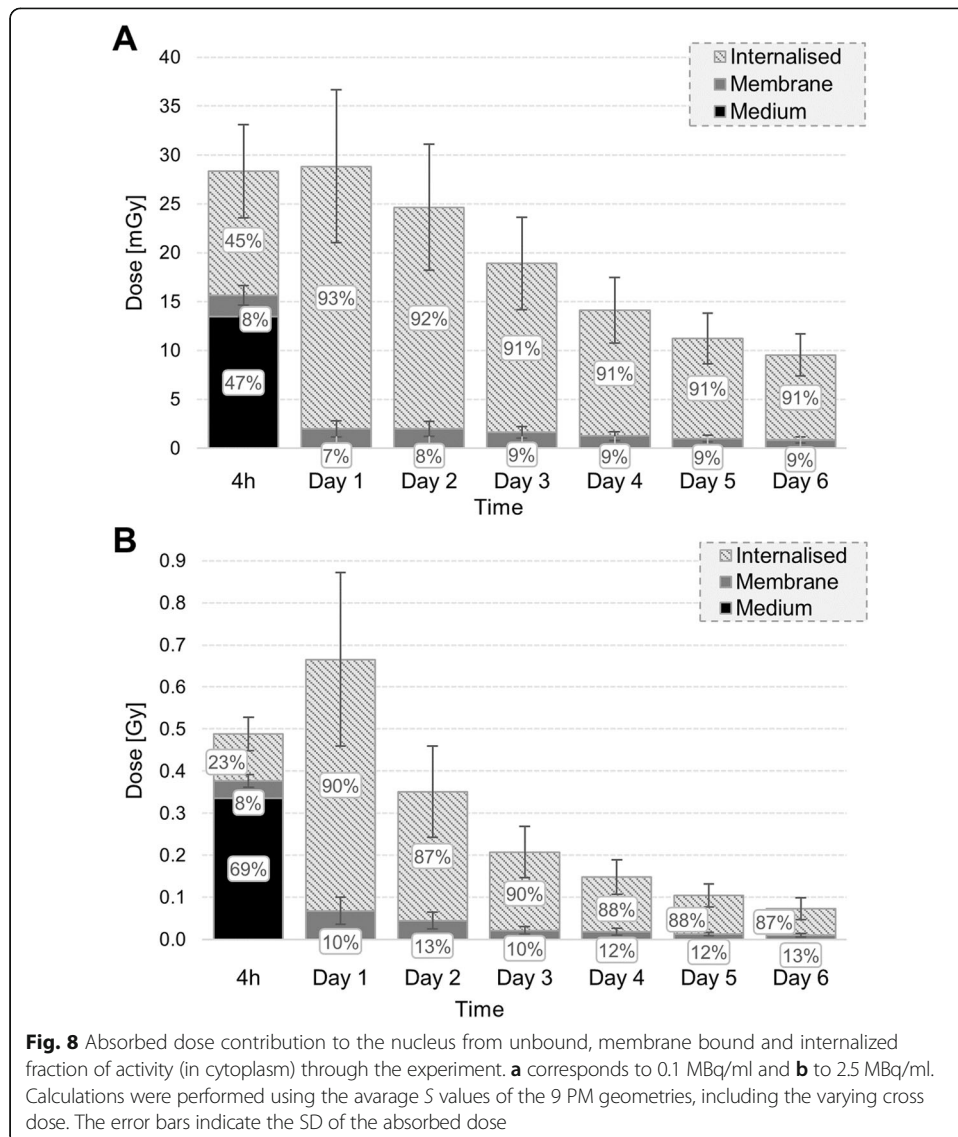 A
40
35
30
25
20
15
10
5
0
Dose [mGy]
Internalised
Membrane
Medium
45%
8%
47%
93%
7%
92%
8%
91%
9%
91%
9%
91%
9%
91%
9%
4h Day 1 Day 2 Day 3 Day 4 Day 5 Day 6
Time
B
0.9
0.8
0.7
0.6
0.5
0.4
0.3
0.2
0.1
0.0
Dose [Gy]
Internalised
Membrane
Medium
23%
8%
69%
90%
10%
87%
13%
90%
10%
88%
12%
88%
12%
87%
13%
4h Day 1 Day 2 Day 3 Day 4 Day 5 Day 6
Time
Fig. 8 Absorbed dose contribution to the nucleus from unbound, membrane bound and internalized
fraction of activity (in cytoplasm) through the experiment. a corresponds to 0.1 MBq/ml and b to 2.5 MBq/ml.
Calculations were performed using the avarage S values of the 9 PM geometries, including the varying cross
dose. The error bars indicate the SD of the absorbed dose